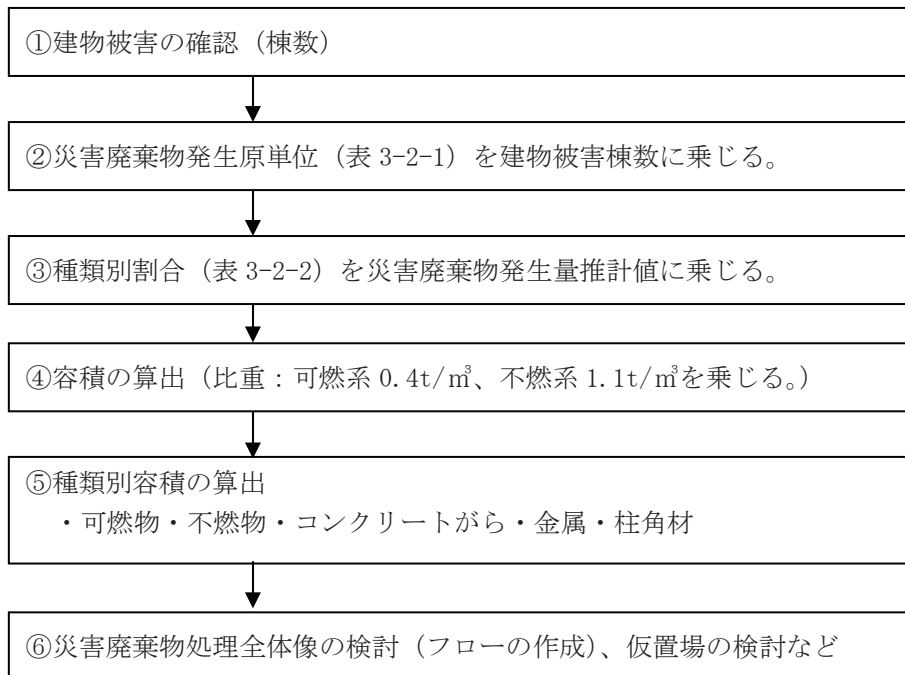 ①建物被害の確認（棟数）
②災害廃棄物発生原単位（表 3-2-1）を建物被害棟数に乗じる。
③種類別割合（表 3-2-2）を災害廃棄物発生量推計値に乗じる。
④容積の算出（比重：可燃系 0.4t/㎥、不燃系 1.1t/㎥を乗じる。）
⑤種類別容積の算出
・可燃物・不燃物・コンクリートがら・金属・柱角材
⑥災害廃棄物処理全体像の検討（フローの作成）、仮置場の検討など